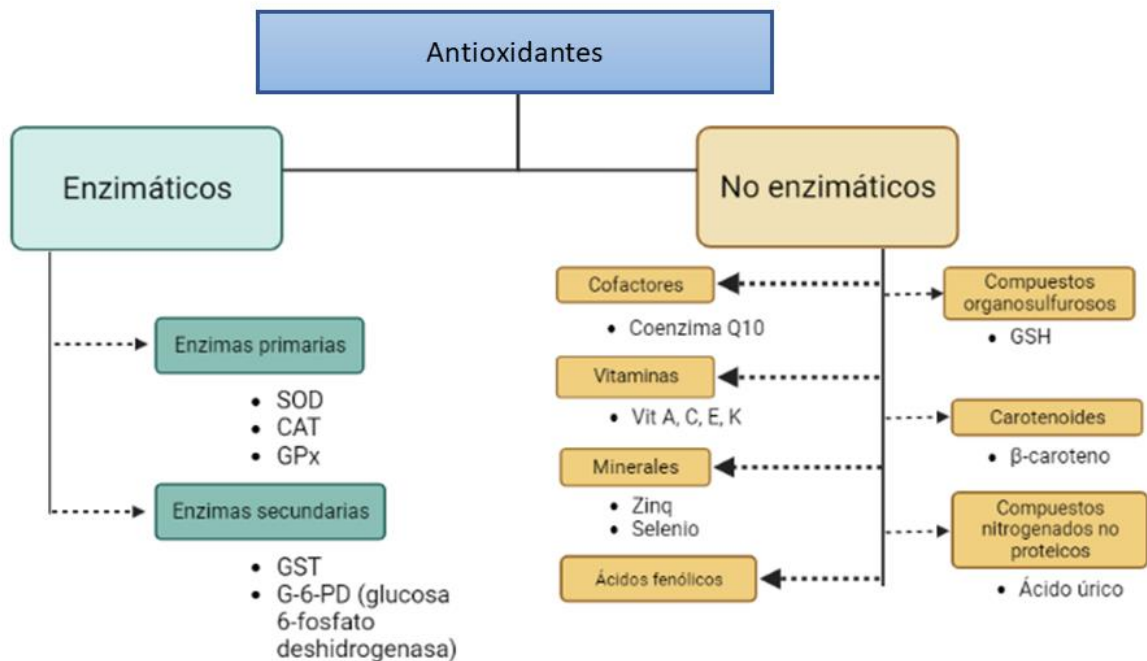 Antioxidantes
Enzimáticos
Enzimas primarias
• SOD
• CAT
• GPx
Enzimas secundarias
• GST
• G-6-PD (glucosa
6-fosfato
deshidrogenasa)
No enzimáticos
Cofactores
• Coenzima Q10
Vitaminas
• Vit A, C, E, K
Minerales
• Zinq
• Selenio
Ácidos fenólicos
Compuestos
organosulfurosos
• GSH
Carotenoides
• β-caroteno
Compuestos
nitrogenados no
proteicos
• Ácido úrico